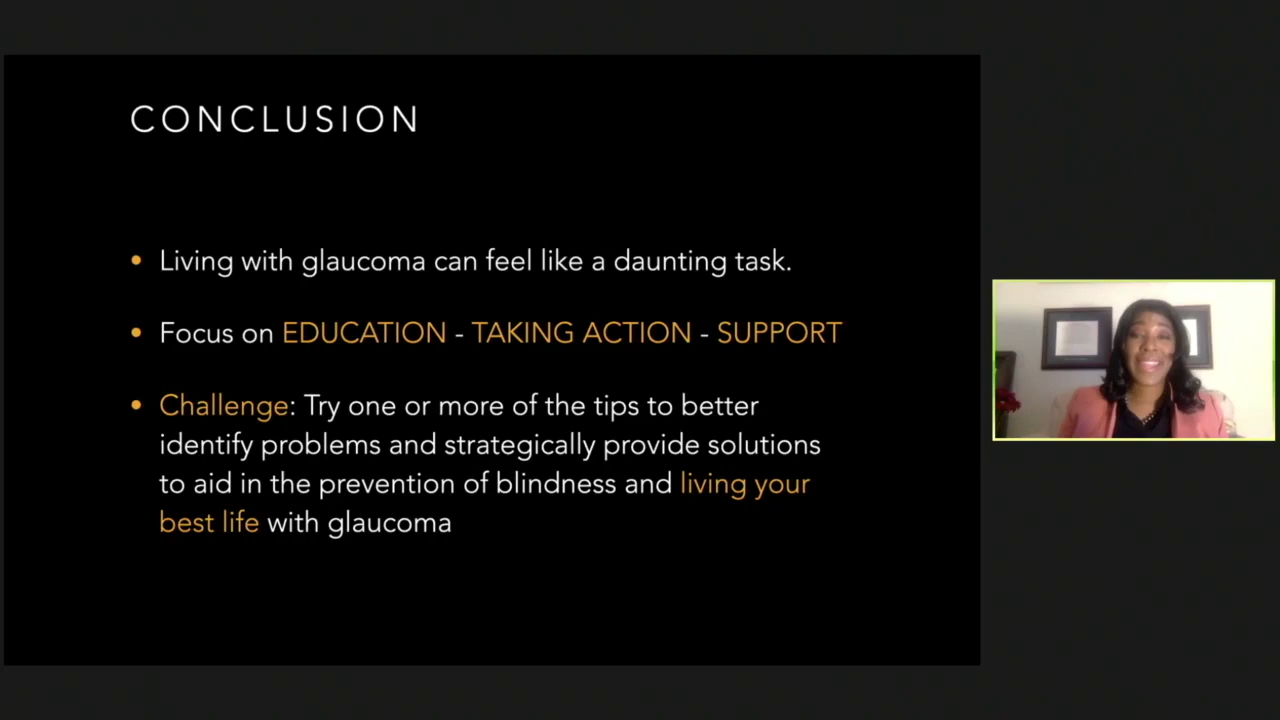 CONCLUSION
• Living with glaucoma can feel like a daunting task.
• Focus on EDUCATION - TAKING ACTION - SUPPORT
• Challenge: Try one or more of the tips to better
identify problems and strategically provide solutions
to aid in the prevention of blindness and living your
best life with glaucoma